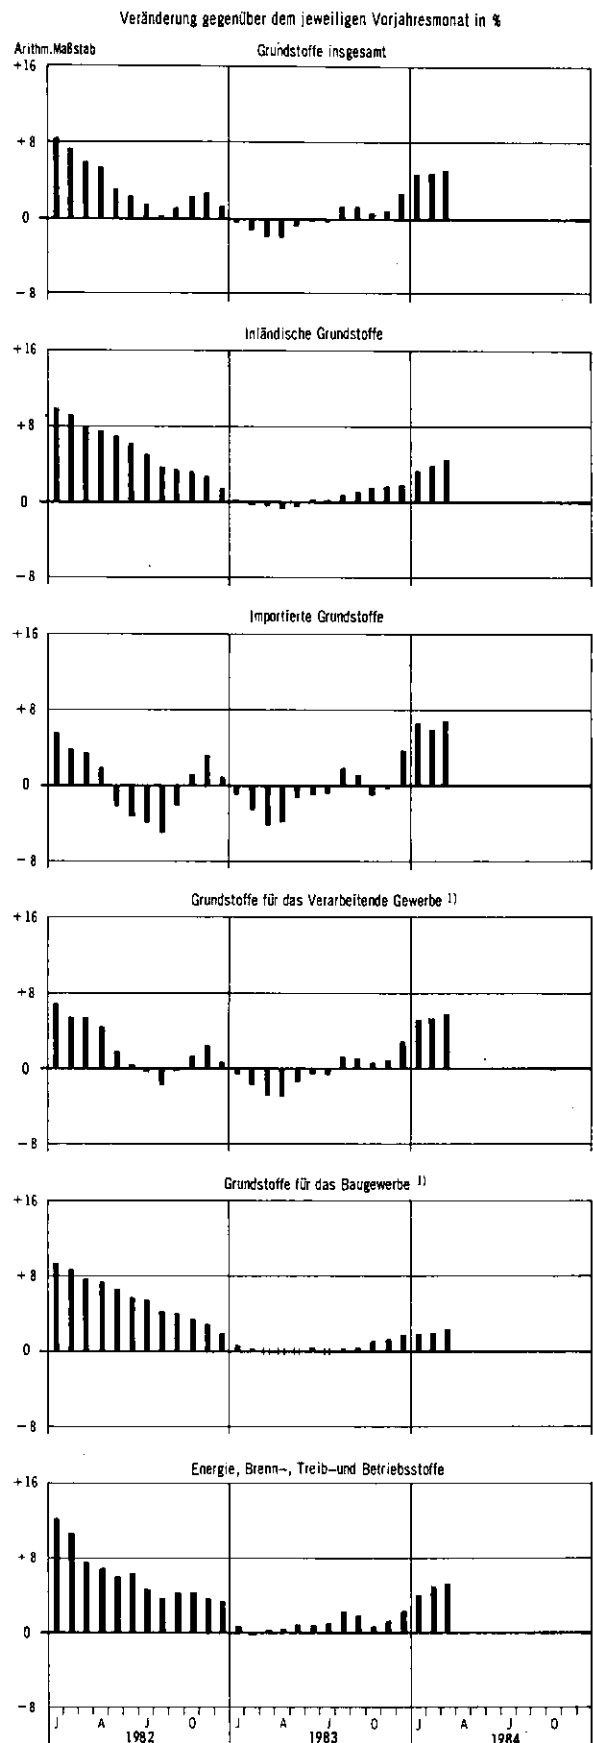 Veränderung gegenüber dem jeweiligen Vorjahresmonat in %
Arithm.Maßstab
Grundstoffe insgesamt
+16
+8
0
−8
Inländische Grundstoffe
+16
+8
0
−8
Importierte Grundstoffe
+16
+8
0
−8
Grundstoffe für das Verarbeitende Gewerbe 1)
+16
+8
0
−8
Grundstoffe für das Baugewerbe 1)
+16
+8
0
−8
Energie, Brenn-, Treib-und Betriebsstoffe
+16
+8
0
−8
J A J O J A J O J A J O
1982 1983 1984